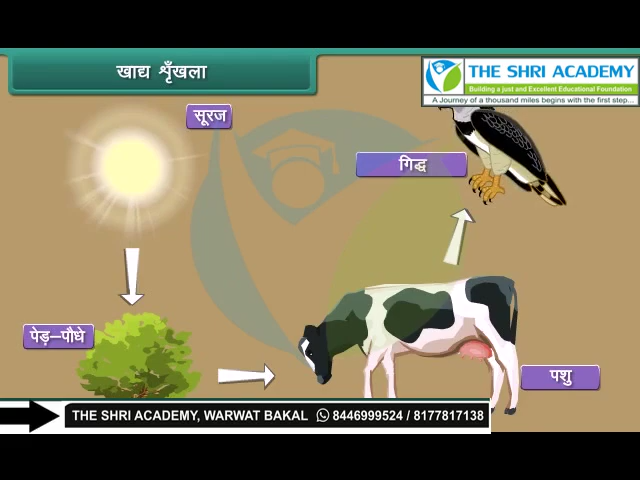 खाद्य शृँखला
THE SHRI ACADEMY
Building a just and Excellent Educational Foundation
A Journey of a thousand miles begins with the first step...
सूरज
गिद्ध
पेड़–पौधे
पशु
THE SHRI ACADEMY, WARWAT BAKAL 8446999524 / 8177817138